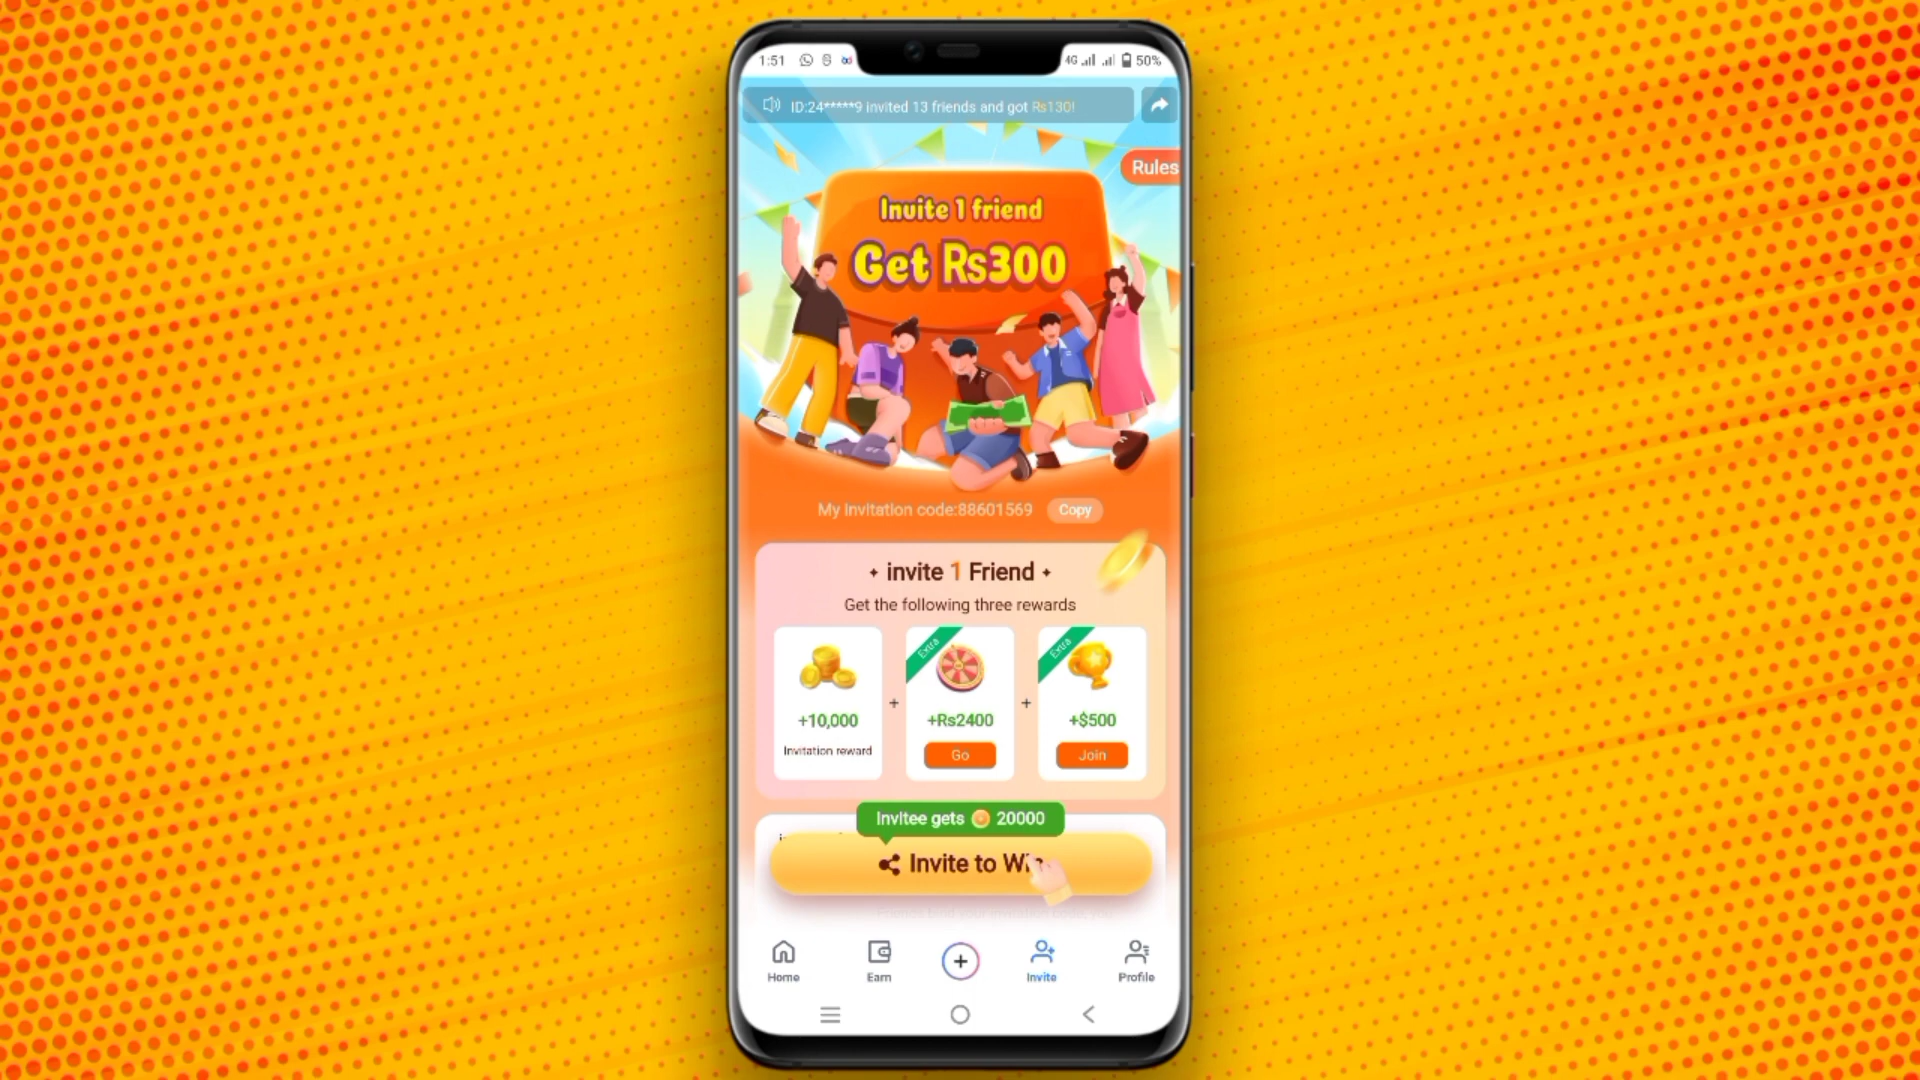 1:51
4G 50%
ID:24*****9 invited 13 friends and got Rs130!
Rules
Invite 1 friend
Get Rs300
My invitation code:88601569 Copy
invite 1 Friend
Get the following three rewards
Extra Extra
+10,000 + +Rs2400 + +$500
Invitation reward Go Join
Invitee gets 20000
Invite to Win
Home Earn + Invite Profile